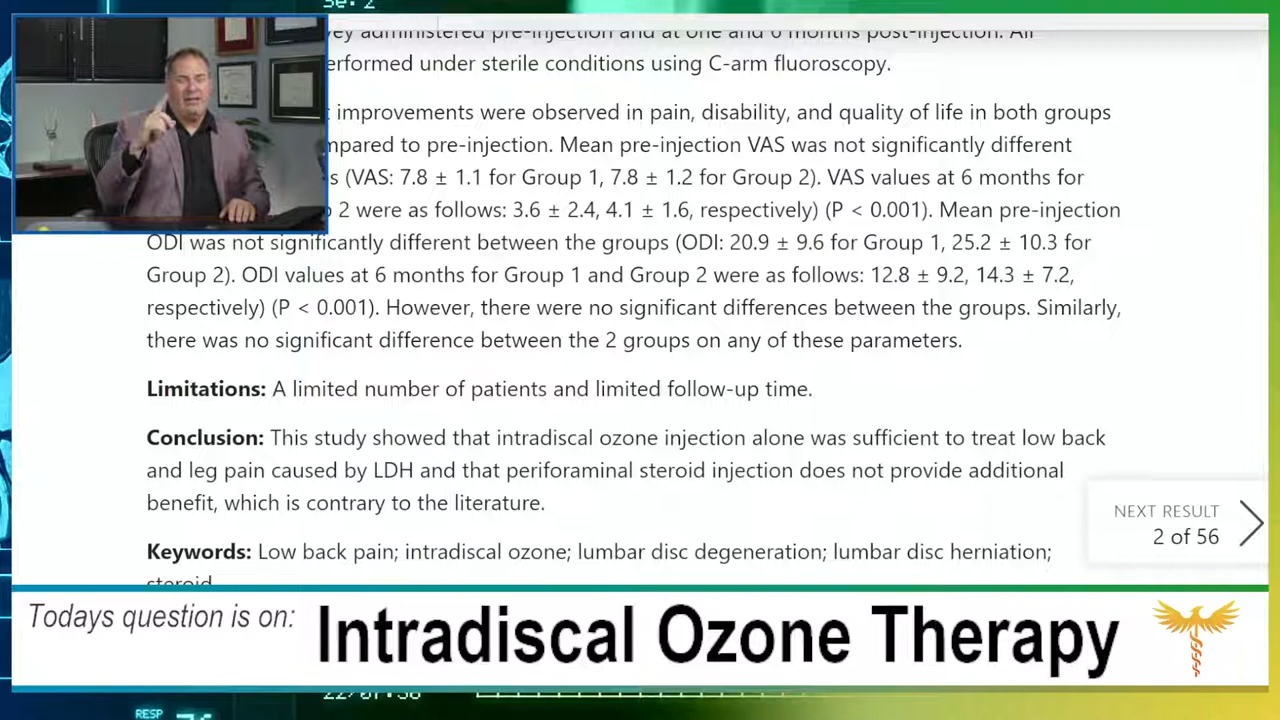 vey administered pre-injection and at one and 6 months post-injection. All
erformed under sterile conditions using C-arm fluoroscopy.
improvements were observed in pain, disability, and quality of life in both groups
mpared to pre-injection. Mean pre-injection VAS was not significantly different
s (VAS: 7.8 ± 1.1 for Group 1, 7.8 ± 1.2 for Group 2). VAS values at 6 months for
2 were as follows: 3.6 ± 2.4, 4.1 ± 1.6, respectively) (P < 0.001). Mean pre-injection
ODI was not significantly different between the groups (ODI: 20.9 ± 9.6 for Group 1, 25.2 ± 10.3 for
Group 2). ODI values at 6 months for Group 1 and Group 2 were as follows: 12.8 ± 9.2, 14.3 ± 7.2,
respectively) (P < 0.001). However, there were no significant differences between the groups. Similarly,
there was no significant difference between the 2 groups on any of these parameters.
Limitations: A limited number of patients and limited follow-up time.
Conclusion: This study showed that intradiscal ozone injection alone was sufficient to treat low back
and leg pain caused by LDH and that periforaminal steroid injection does not provide additional
benefit, which is contrary to the literature.
NEXT RESULT
2 of 56
Keywords: Low back pain; intradiscal ozone; lumbar disc degeneration; lumbar disc herniation;
steroid
Todays question is on:
Intradiscal Ozone Therapy
RESP